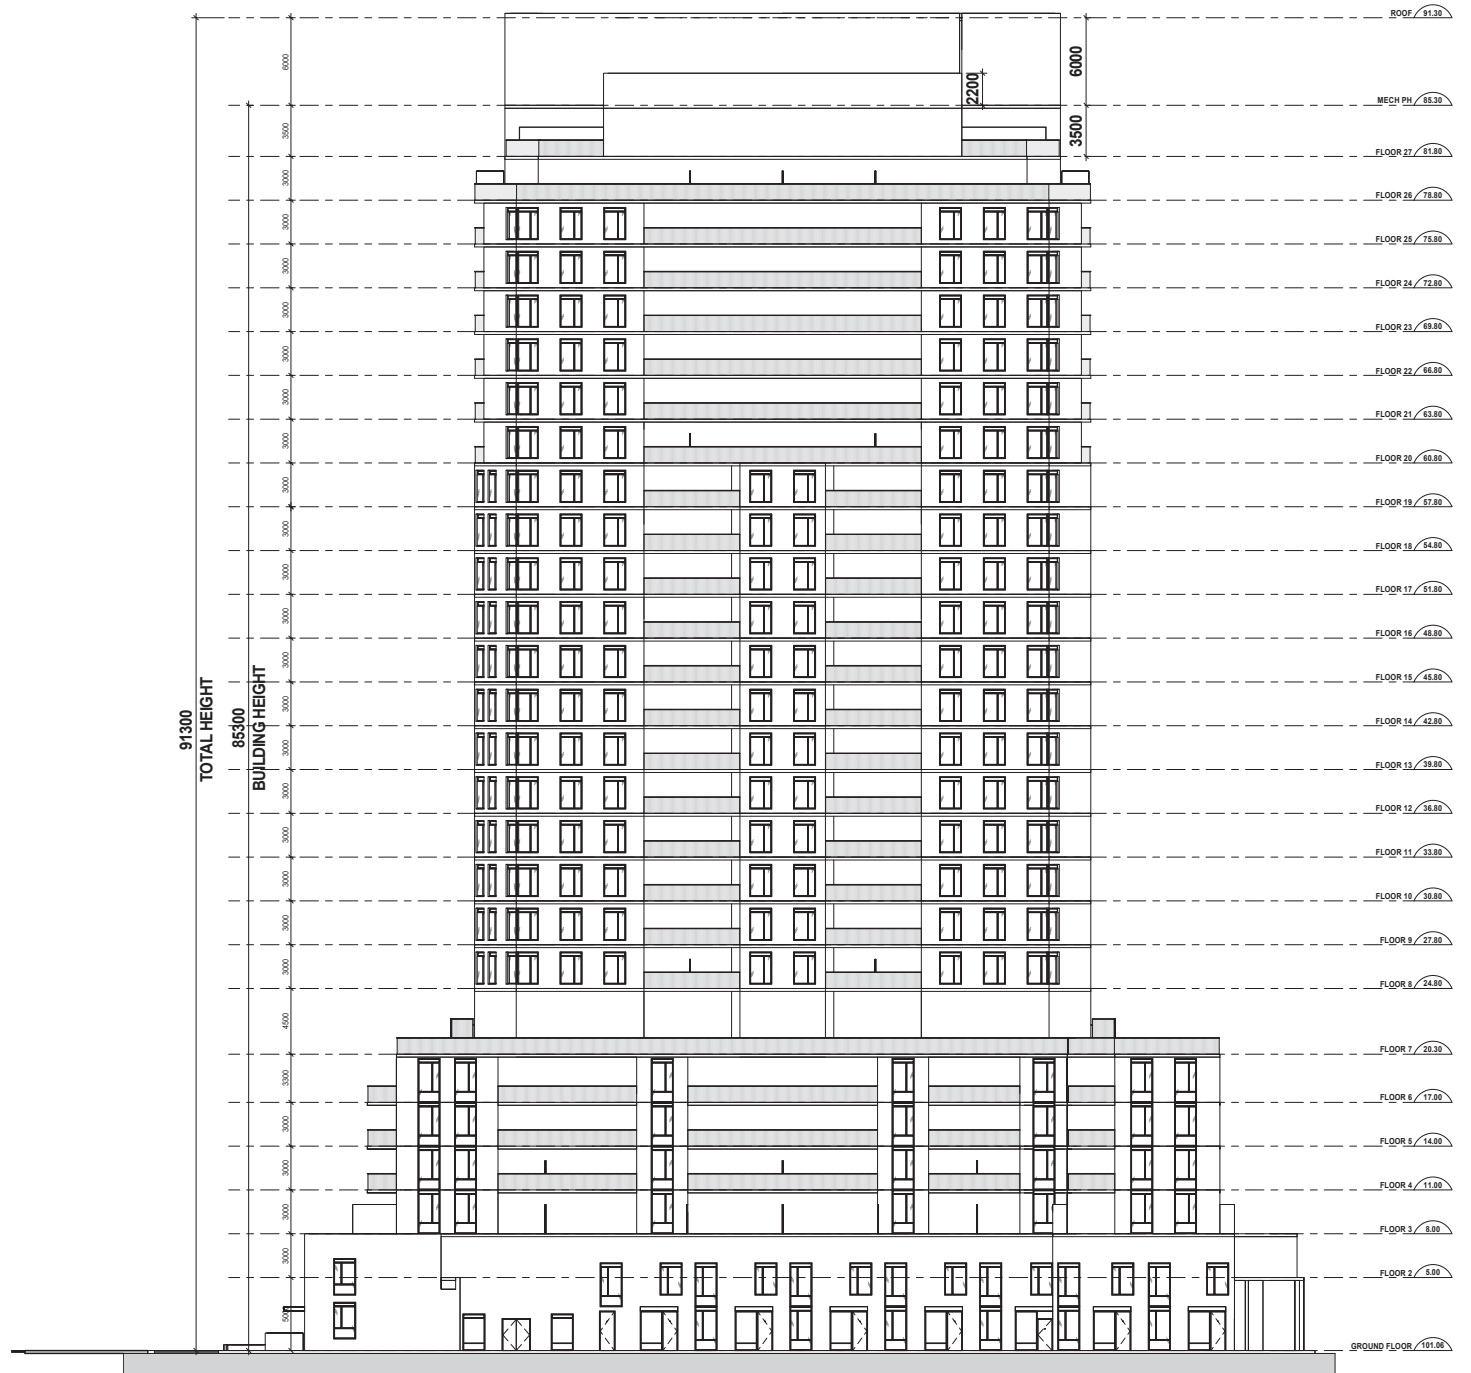 ROOF 91.30
6000
6000
2200
MECH PH 85.30
3500
3500
FLOOR 27 81.80
3000
FLOOR 26 78.80
3000
FLOOR 25 75.80
3000
FLOOR 24 72.80
3000
FLOOR 23 69.80
3000
FLOOR 22 66.80
3000
FLOOR 21 63.80
3000
FLOOR 20 60.80
3000
FLOOR 19 57.80
3000
FLOOR 18 54.80
3000
FLOOR 17 51.80
3000
FLOOR 16 48.80
3000
FLOOR 15 45.80
91300
TOTAL HEIGHT
85300
BUILDING HEIGHT
3000
FLOOR 14 42.80
3000
FLOOR 13 39.80
3000
FLOOR 12 36.80
3000
FLOOR 11 33.80
3000
FLOOR 10 30.80
3000
FLOOR 9 27.80
3000
FLOOR 8 24.80
4500
FLOOR 7 20.30
3300
FLOOR 6 17.00
3000
FLOOR 5 14.00
3000
FLOOR 4 11.00
3000
FLOOR 3 8.00
3000
FLOOR 2 5.00
5000
GROUND FLOOR 101.06